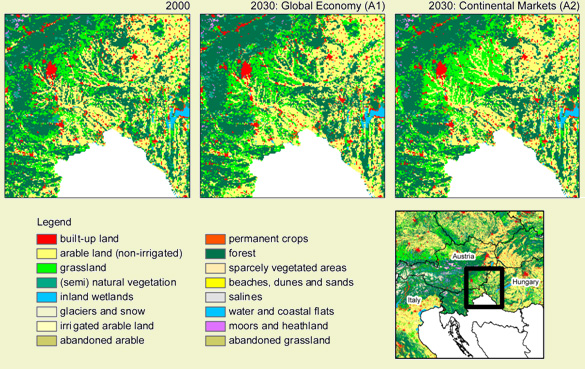 2000
2030: Global Economy (A1)
2030: Continental Markets (A2)
Legend
built-up land
arable land (non-irrigated)
grassland
(semi) natural vegetation
inland wetlands
glaciers and snow
irrigated arable land
abandoned arable
permanent crops
forest
sparcely vegetated areas
beaches, dunes and sands
salines
water and coastal flats
moors and heathland
abandoned grassland
Austria
Hungary
Italy